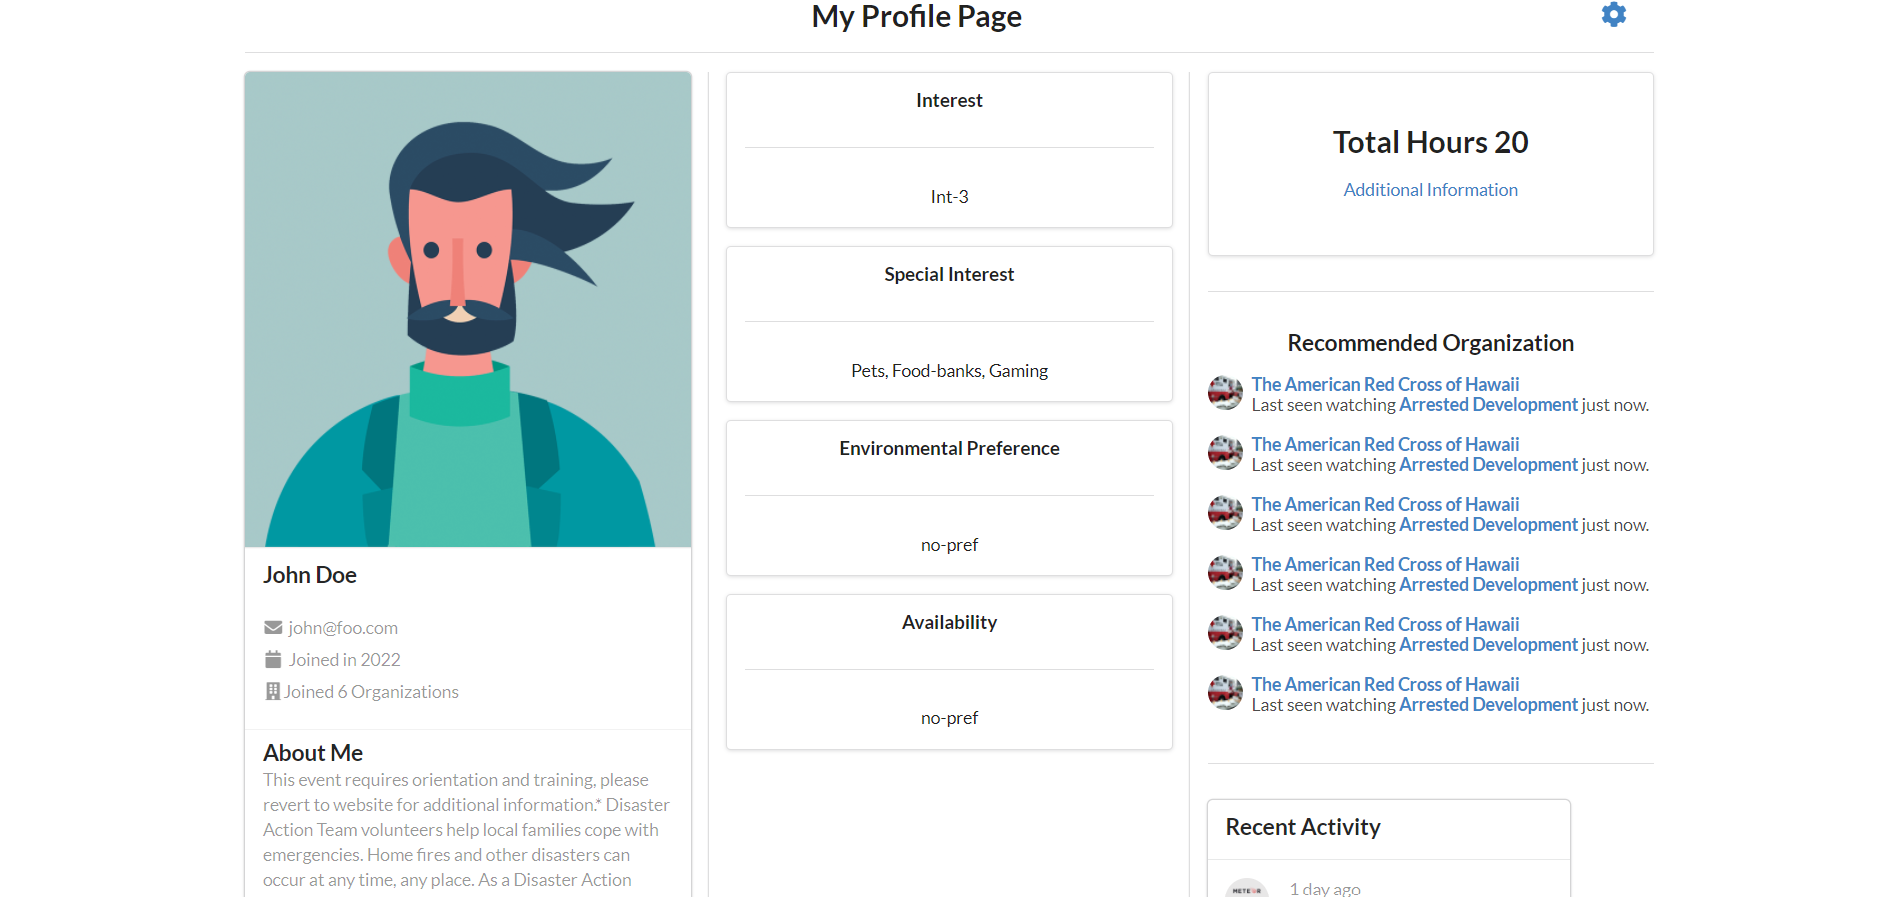 My Profile Page
John Doe
john@foo.com
Joined in 2022
Joined 6 Organizations
About Me
This event requires orientation and training, please
revert to website for additional information.* Disaster
Action Team volunteers help local families cope with
emergencies. Home fires and other disasters can
occur at any time, any place. As a Disaster Action
Interest
Int-3
Special Interest
Pets, Food-banks, Gaming
Environmental Preference
no-pref
Availability
no-pref
Total Hours 20
Additional Information
Recommended Organization
The American Red Cross of Hawaii
Last seen watching Arrested Development just now.
The American Red Cross of Hawaii
Last seen watching Arrested Development just now.
The American Red Cross of Hawaii
Last seen watching Arrested Development just now.
The American Red Cross of Hawaii
Last seen watching Arrested Development just now.
The American Red Cross of Hawaii
Last seen watching Arrested Development just now.
The American Red Cross of Hawaii
Last seen watching Arrested Development just now.
Recent Activity
METEOR
1 day ago